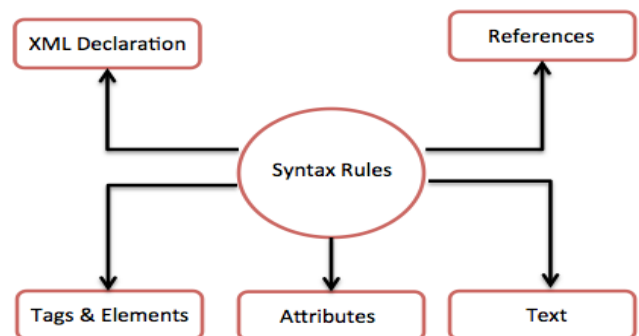 XML Declaration
References
Syntax Rules
Tags & Elements
Attributes
Text